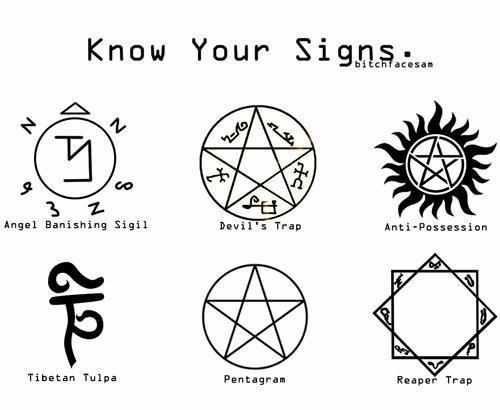 Know Your Signs.
bitchfacesam
Angel Banishing Sigil
Devil's Trap
Anti-Possession
Tibetan Tulpa
Pentagram
Reaper Trap